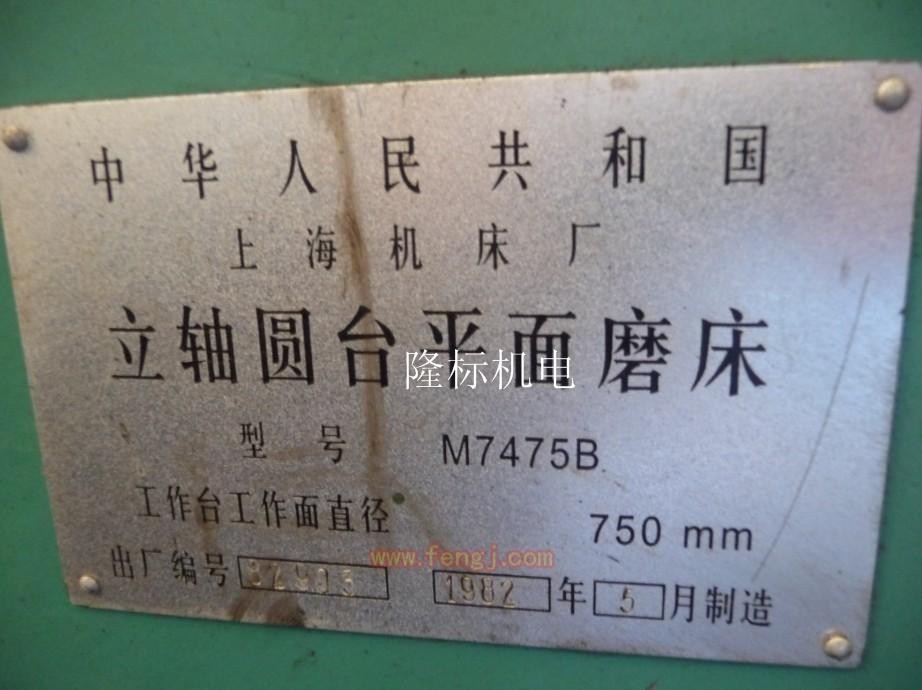 中华人民共和国
上海机床厂
立轴圆台平面磨床
隆标机电
型号 M7475B
工作台工作面直径 750 mm
www.fengj.com
出厂编号 82903 1982 年 5 月制造